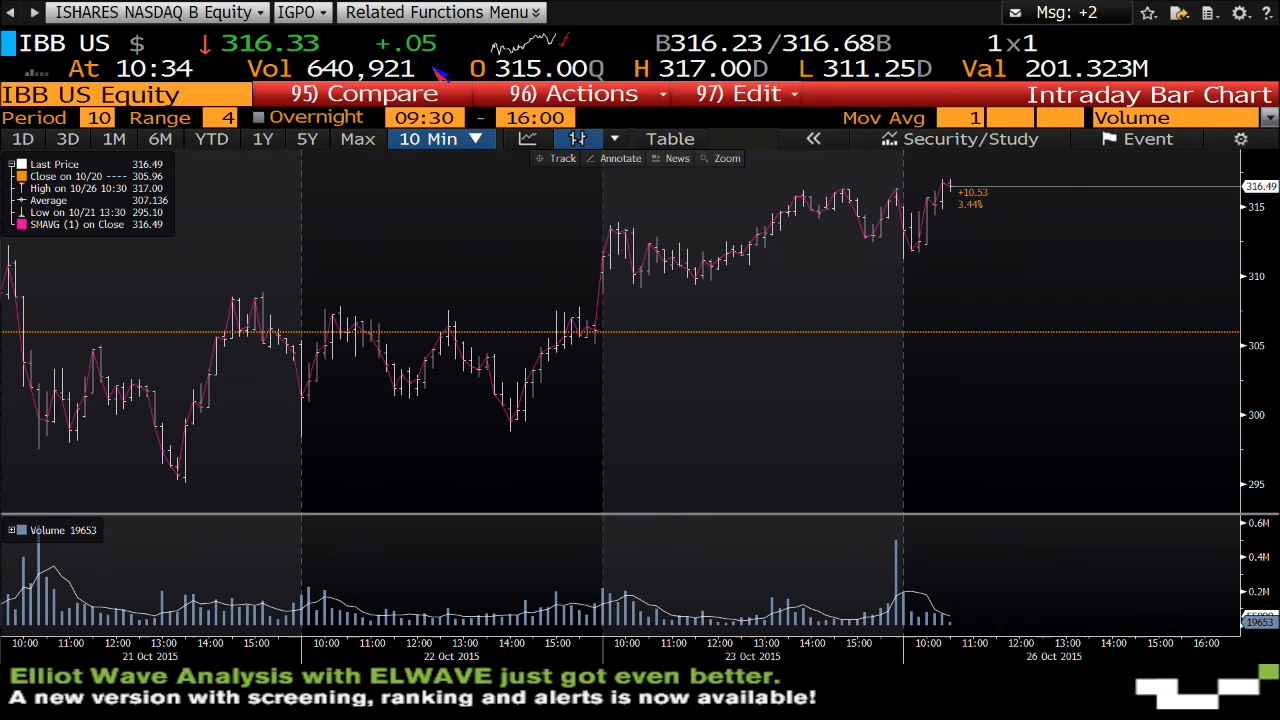 ISHARES NASDAQ B Equity IGPO Related Functions Menu Msg: +2
IBB US $ 316.33 +.05 B316.23 /316.68B 1x1
At 10:34 Vol 640,921 O 315.00Q H 317.00D L 311.25D Val 201.323M
IBB US Equity 95) Compare 96) Actions 97) Edit Intraday Bar Chart
Period 10 Range 4 Overnight 09:30 - 16:00 Mov Avg 1 Volume
1D 3D 1M 6M YTD 1Y 5Y Max 10 Min Table Security/Study Event
Track Annotate News Zoom
Last Price 316.49
Close on 10/20 ---- 305.96
High on 10/26 10:30 317.00
Average 307.136
Low on 10/21 13:30 295.10
SMAVG (1) on Close 316.49
+10.53
3.44%
316.49
315
310
305
300
295
Volume 19653
0.6M
0.4M
0.2M
19653
10:00 11:00 12:00 13:00 14:00 15:00 10:00 11:00 12:00 13:00 14:00 15:00 10:00 11:00 12:00 13:00 14:00 15:00 10:00 11:00 12:00 13:00 14:00 15:00 16:00
21 Oct 2015 22 Oct 2015 23 Oct 2015 26 Oct 2015
Elliot Wave Analysis with ELWAVE just got even better.
A new version with screening, ranking and alerts is now available!